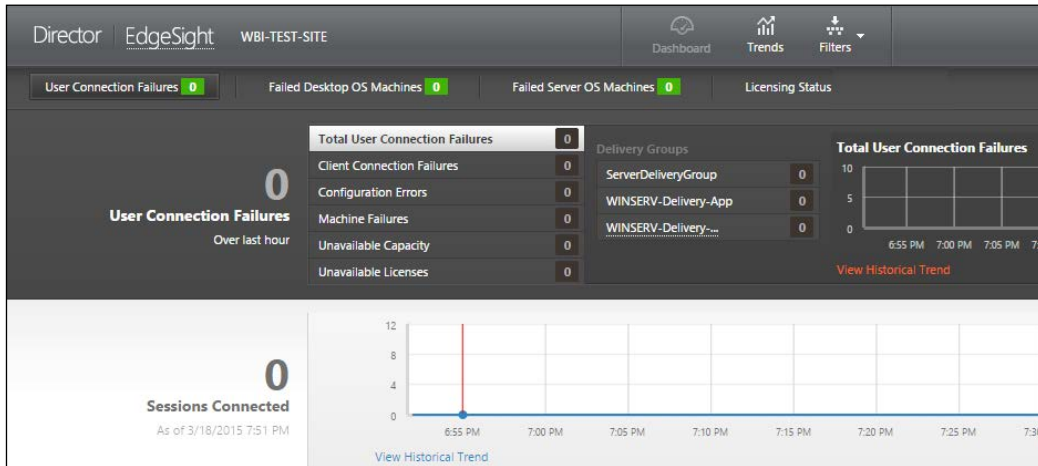 Director EdgeSight WBI-TEST-SITE Dashboard Trends Filters
User Connection Failures 0 Failed Desktop OS Machines 0 Failed Server OS Machines 0 Licensing Status
0
User Connection Failures
Over last hour
Total User Connection Failures 0
Client Connection Failures 0
Configuration Errors 0
Machine Failures 0
Unavailable Capacity 0
Unavailable Licenses 0
Delivery Groups
ServerDeliveryGroup 0
WINSERV-Delivery-App 0
WINSERV-Delivery-... 0
Total User Connection Failures
10
5
0
6:55 PM 7:00 PM 7:05 PM
View Historical Trend
0
Sessions Connected
As of 3/18/2015 7:51 PM
12
8
4
0
6:55 PM 7:00 PM 7:05 PM 7:10 PM 7:15 PM 7:20 PM 7:25 PM
View Historical Trend